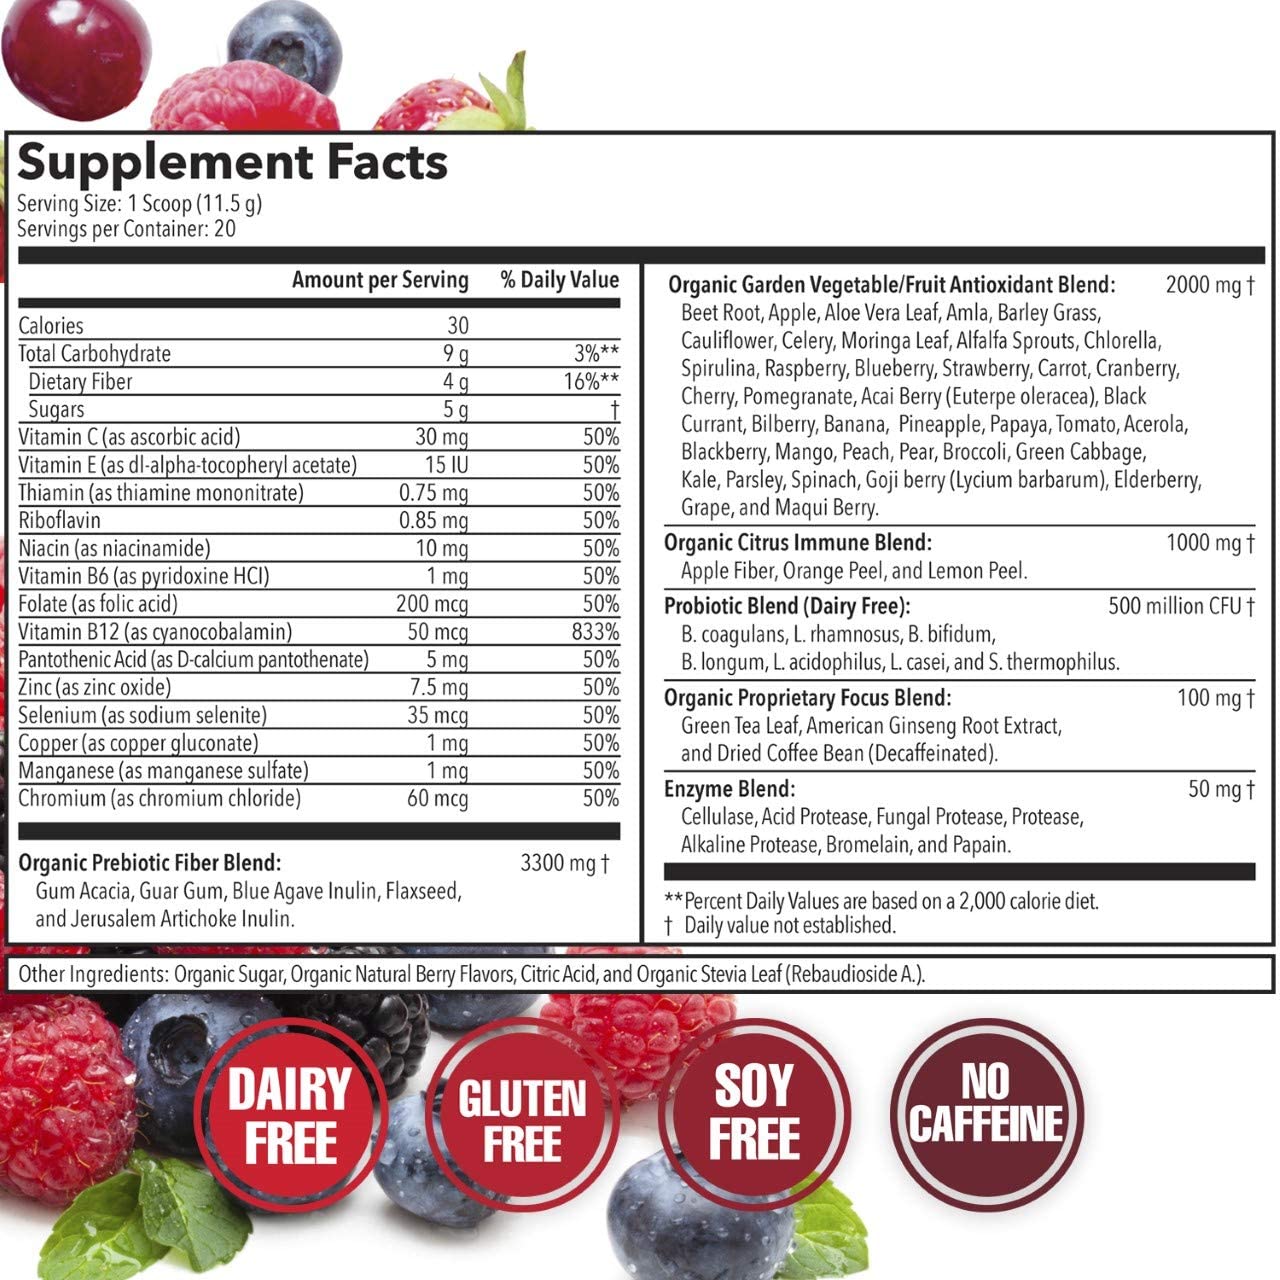 Supplement Facts
Serving Size: 1 Scoop (11.5 g)
Servings per Container: 20
Amount per Serving % Daily Value
Calories 30
Total Carbohydrate 9 g 3%**
Dietary Fiber 4 g 16%**
Sugars 5 g †
Vitamin C (as ascorbic acid) 30 mg 50%
Vitamin E (as dl-alpha-tocopheryl acetate) 15 IU 50%
Thiamin (as thiamine mononitrate) 0.75 mg 50%
Riboflavin 0.85 mg 50%
Niacin (as niacinamide) 10 mg 50%
Vitamin B6 (as pyridoxine HCI) 1 mg 50%
Folate (as folic acid) 200 mcg 50%
Vitamin B12 (as cyanocobalamin) 50 mcg 833%
Pantothenic Acid (as D-calcium pantothenate) 5 mg 50%
Zinc (as zinc oxide) 7.5 mg 50%
Selenium (as sodium selenite) 35 mcg 50%
Copper (as copper gluconate) 1 mg 50%
Manganese (as manganese sulfate) 1 mg 50%
Chromium (as chromium chloride) 60 mcg 50%
Organic Prebiotic Fiber Blend: 3300 mg †
Gum Acacia, Guar Gum, Blue Agave Inulin, Flaxseed,
and Jerusalem Artichoke Inulin.
Organic Garden Vegetable/Fruit Antioxidant Blend: 2000 mg †
Beet Root, Apple, Aloe Vera Leaf, Amla, Barley Grass,
Cauliflower, Celery, Moringa Leaf, Alfalfa Sprouts, Chlorella,
Spirulina, Raspberry, Blueberry, Strawberry, Carrot, Cranberry,
Cherry, Pomegranate, Acai Berry (Euterpe oleracea), Black
Currant, Bilberry, Banana, Pineapple, Papaya, Tomato, Acerola,
Blackberry, Mango, Peach, Pear, Broccoli, Green Cabbage,
Kale, Parsley, Spinach, Goji berry (Lycium barbarum), Elderberry,
Grape, and Maqui Berry.
Organic Citrus Immune Blend: 1000 mg †
Apple Fiber, Orange Peel, and Lemon Peel.
Probiotic Blend (Dairy Free): 500 million CFU †
B. coagulans, L. rhamnosus, B. bifidum,
B. longum, L. acidophilus, L. casei, and S. thermophilus.
Organic Proprietary Focus Blend: 100 mg †
Green Tea Leaf, American Ginseng Root Extract,
and Dried Coffee Bean (Decaffeinated).
Enzyme Blend: 50 mg †
Cellulase, Acid Protease, Fungal Protease, Protease,
Alkaline Protease, Bromelain, and Papain.
**Percent Daily Values are based on a 2,000 calorie diet.
† Daily value not established.
Other Ingredients: Organic Sugar, Organic Natural Berry Flavors, Citric Acid, and Organic Stevia Leaf (Rebaudioside A.).
DAIRY
FREE
GLUTEN
FREE
SOY
FREE
NO
CAFFEINE